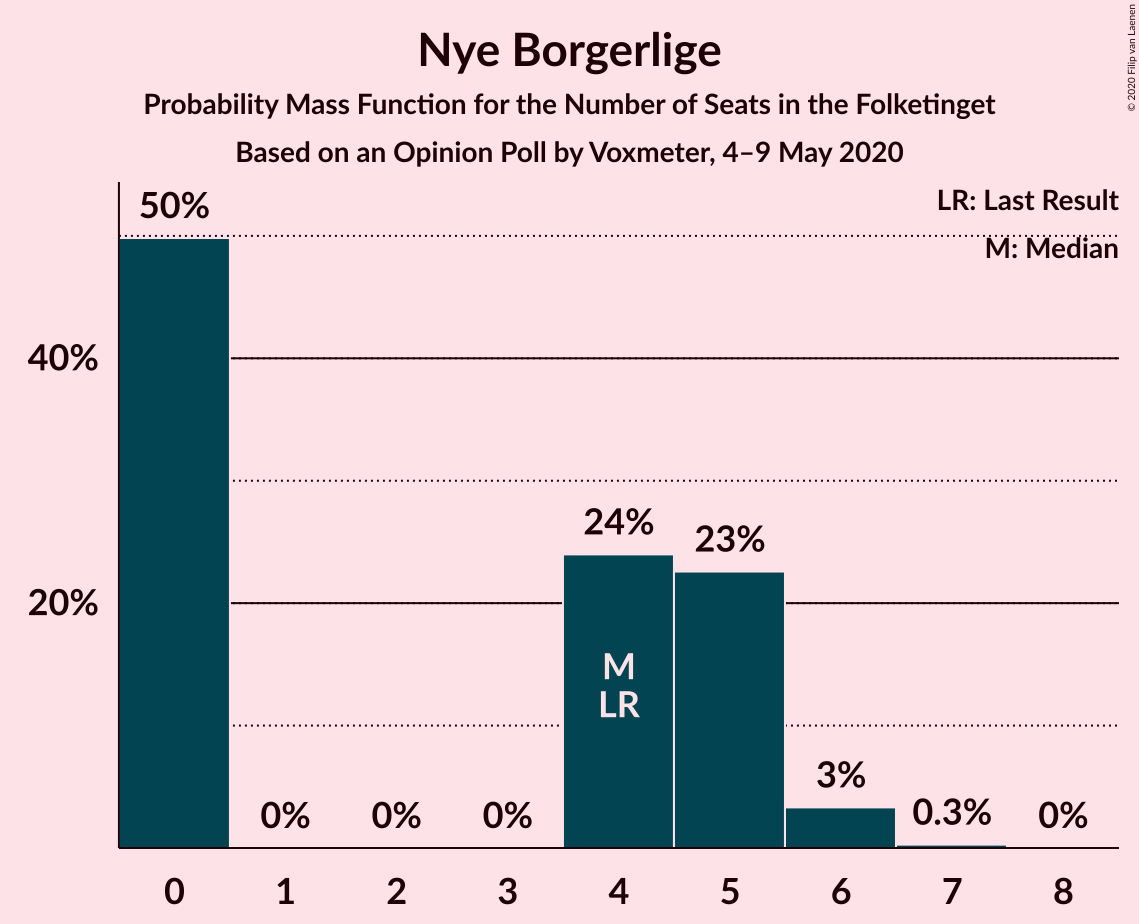 Nye Borgerlige
Probability Mass Function for the Number of Seats in the Folketinget
Based on an Opinion Poll by Voxmeter, 4–9 May 2020
© 2020 Filip van Laenen
LR: Last Result
M: Median
50%
40%
20%
0%
0%
0%
24%
23%
3%
0.3%
0%
M
LR
0
1
2
3
4
5
6
7
8